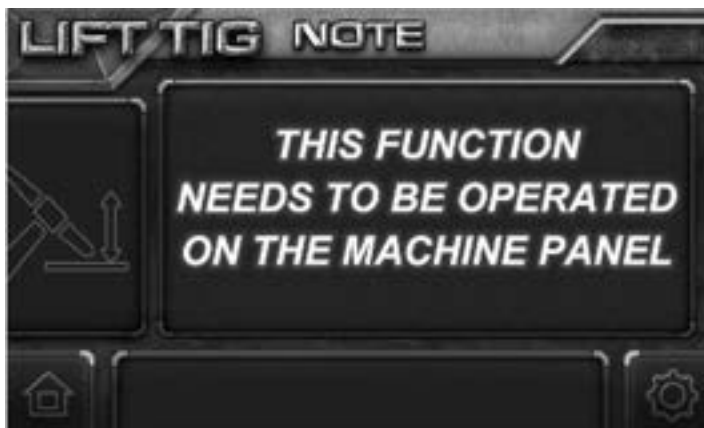 LIFT TIG NOTE
THIS FUNCTION
NEEDS TO BE OPERATED
ON THE MACHINE PANEL